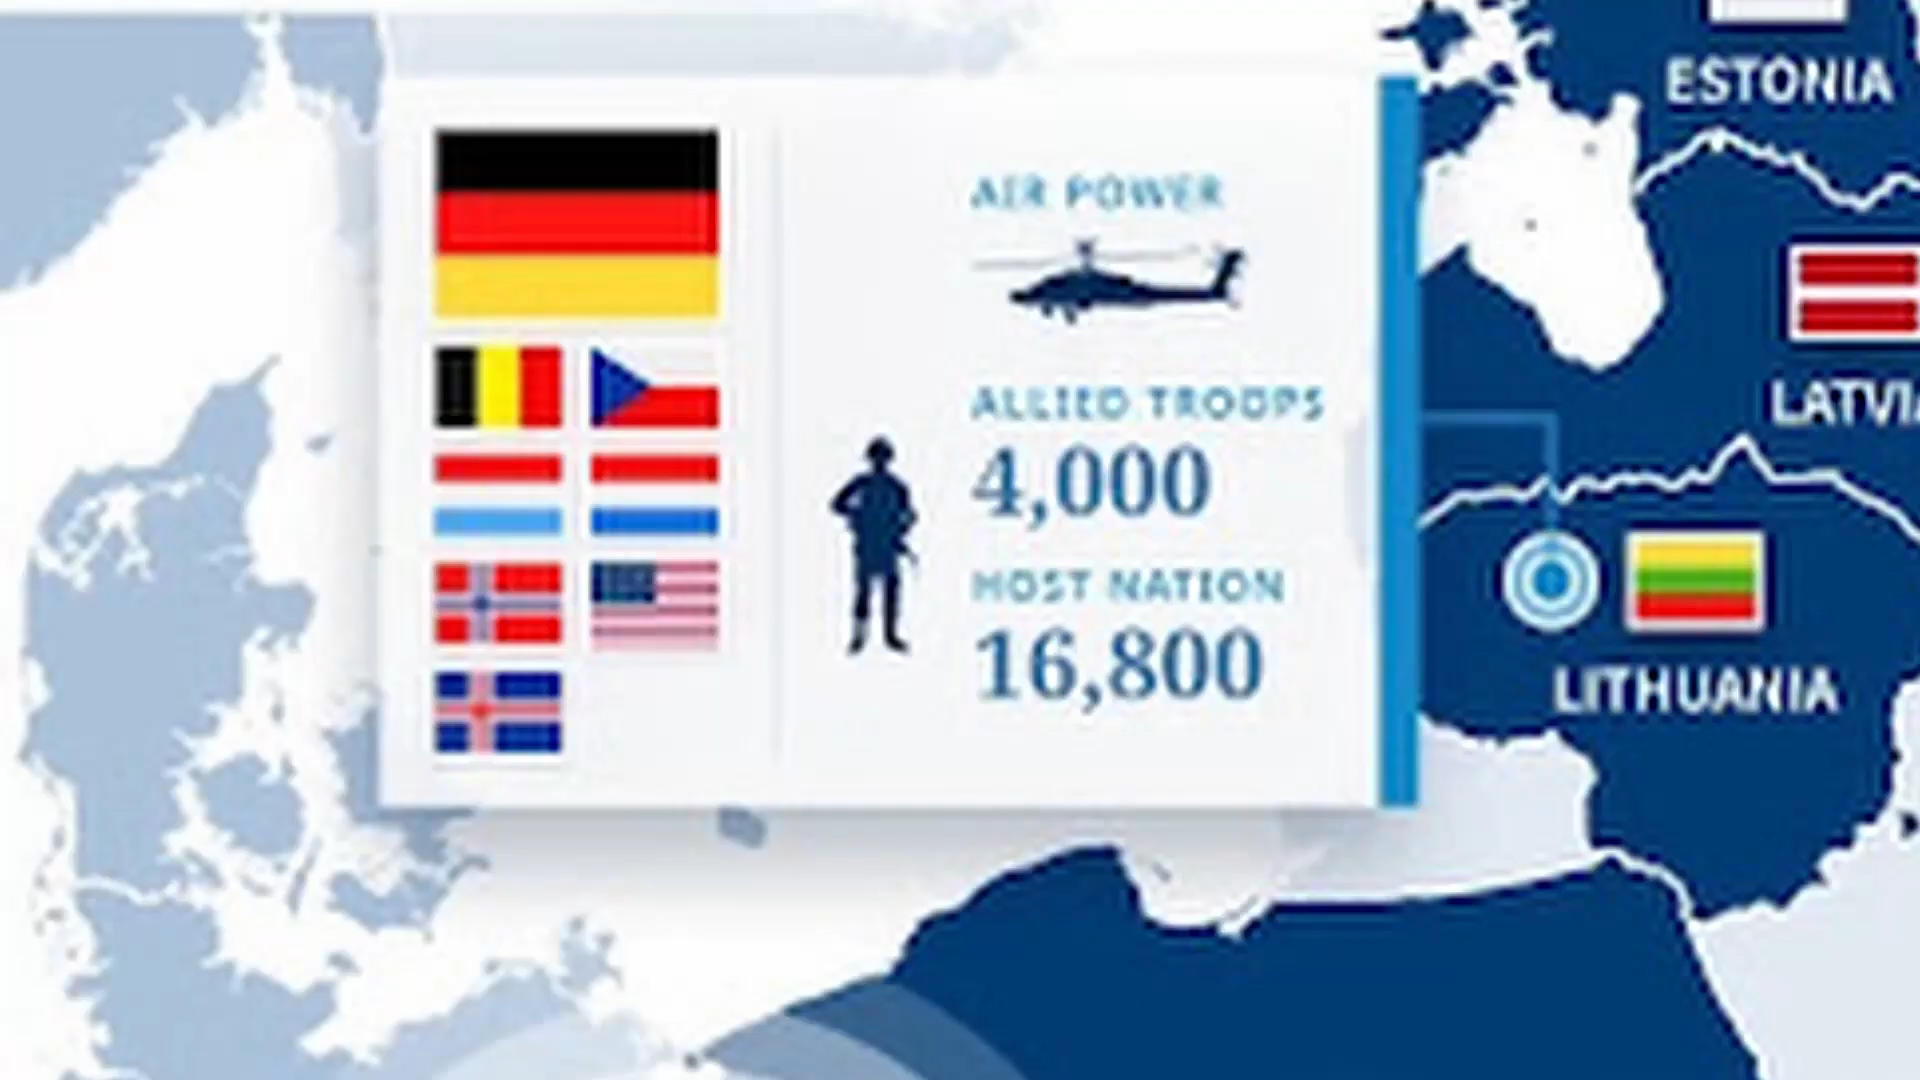 ESTONIA
AIR POWER
LATVIA
ALLIED TROOPS
4,000
HOST NATION
16,800
LITHUANIA